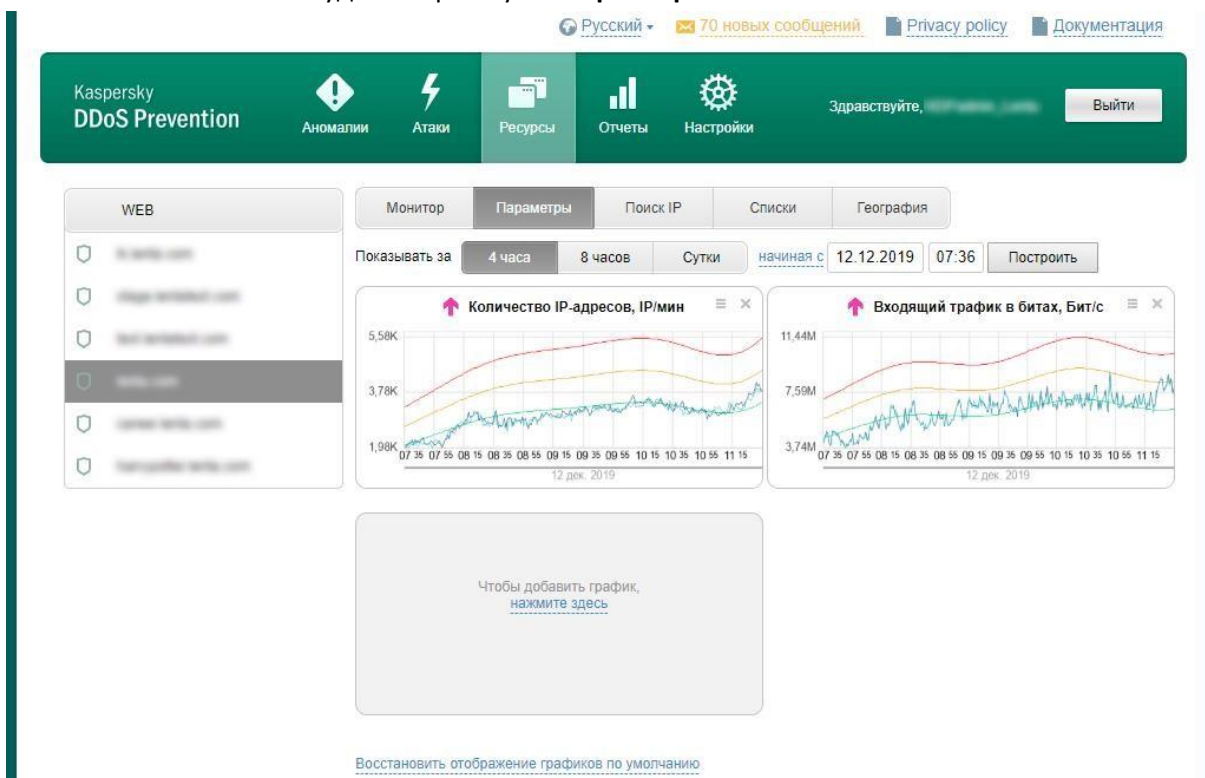 Русский
70 новых сообщений
Privacy policy
Документация
Kaspersky
DDoS Prevention
Аномалии
Атаки
Ресурсы
Отчеты
Настройки
Здравствуйте,
Выйти
WEB
Монитор
Параметры
Поиск IP
Списки
География
Показывать за
4 часа
8 часов
Сутки
начиная с
12.12.2019
07:36
Построить
Количество IP-адресов, IP/мин
5,58K
3,78K
1,98K
07 35 07 55 08 15 08 35 08 55 09 15 09 35 09 55 10 15 10 35 10 55 11 15
12 дек. 2019
Входящий трафик в битах, Бит/с
11,44M
7,59M
3,74M
07 35 07 55 08 15 08 35 08 55 09 15 09 35 09 55 10 15 10 35 10 55 11 15
12 дек. 2019
Чтобы добавить график,
нажмите здесь
Восстановить отображение графиков по умолчанию